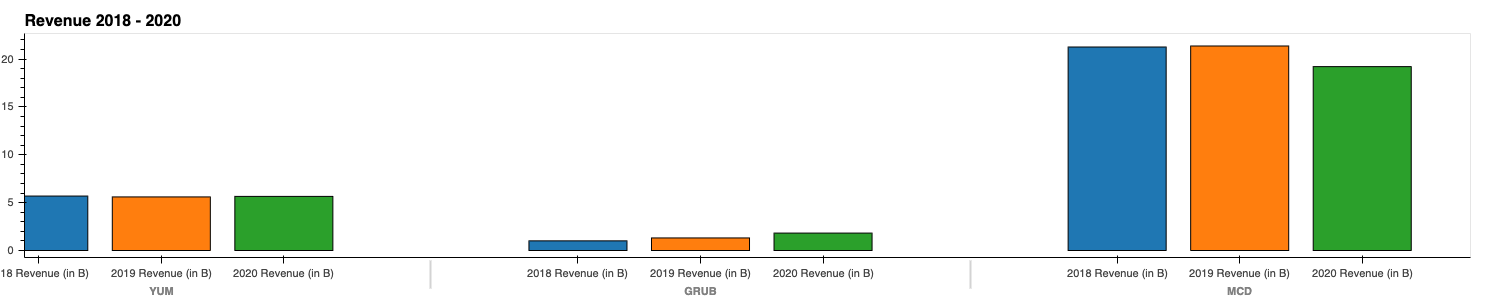 Revenue 2018 - 2020
20
15
10
5
0
18 Revenue (in B) 2019 Revenue (in B) 2020 Revenue (in B) 2018 Revenue (in B) 2019 Revenue (in B) 2020 Revenue (in B) 2018 Revenue (in B) 2019 Revenue (in B) 2020 Revenue (in B)
YUM GRUB MCD